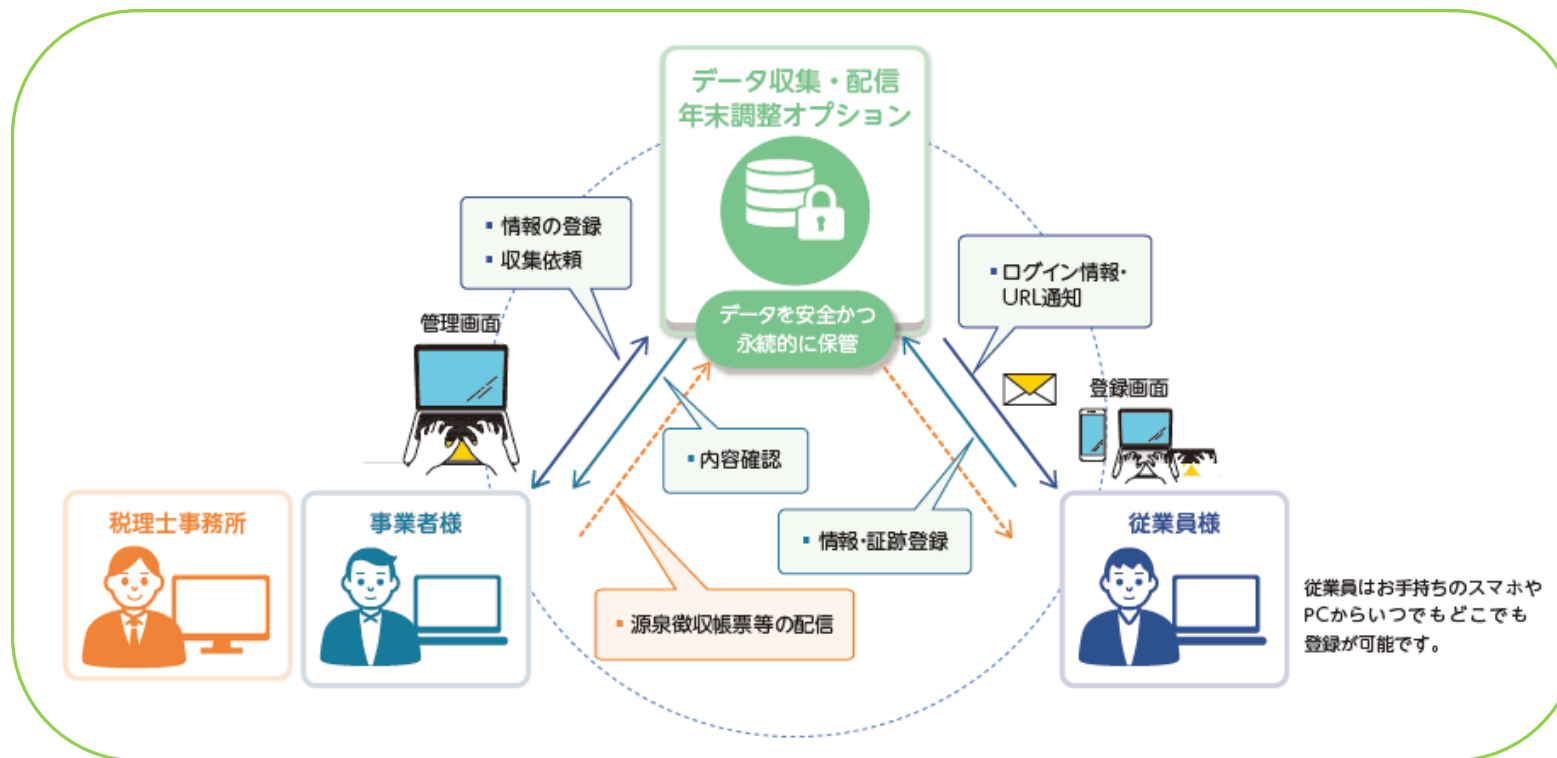 データ収集・配信
年末調整オプション
データを安全かつ
永続的に保管
▪ 情報の登録
▪ 収集依頼
▪ ログイン情報・
URL通知
管理画面
登録画面
▪ 内容確認
▪ 情報・証跡登録
▪ 源泉徴収帳票等の配信
税理士事務所
事業者様
従業員様
従業員はお手持ちのスマホや
PCからいつでもどこでも
登録が可能です。